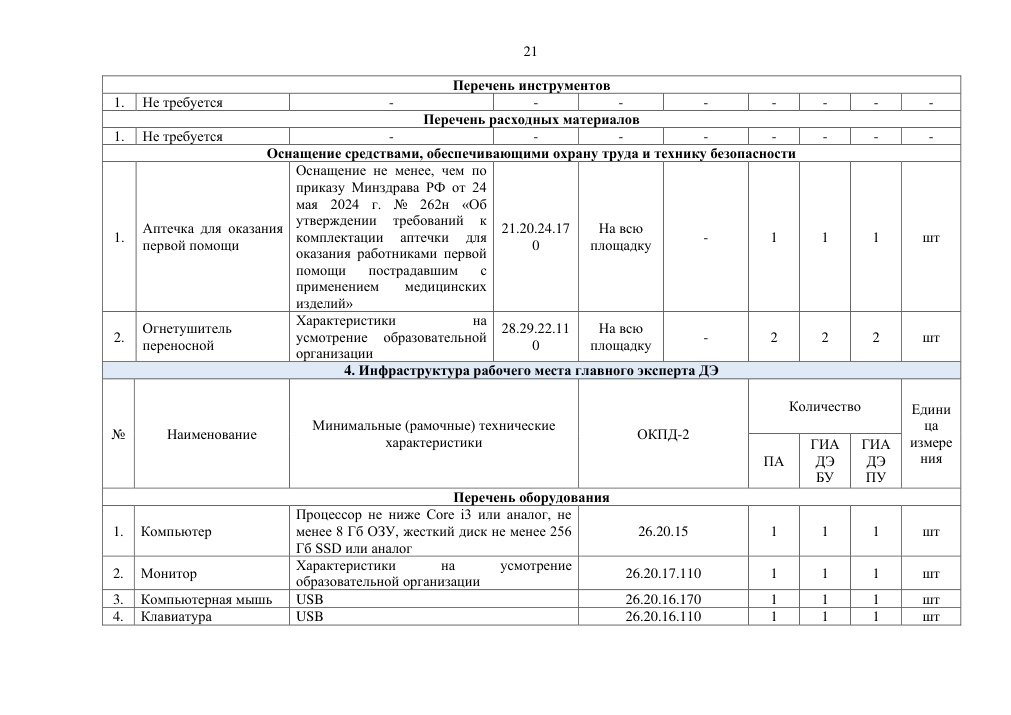 21
Перечень инструментов
1. Не требуется - - - - - - - -
Перечень расходных материалов
1. Не требуется - - - - - - - -
Оснащение средствами, обеспечивающими охрану труда и технику безопасности
1.
Аптечка для оказания
первой помощи
Оснащение не менее, чем по
приказу Минздрава РФ от 24
мая 2024 г. № 262н «Об
утверждении требований к
комплектации аптечки для
оказания работниками первой
помощи пострадавшим с
применением медицинских
изделий»
21.20.24.17
0
На всю
площадку
- 1 1 1 шт
2.
Огнетушитель
переносной
Характеристики на
усмотрение образовательной
организации
28.29.22.11
0
На всю
площадку
- 2 2 2 шт
4. Инфраструктура рабочего места главного эксперта ДЭ
№
Наименование
Минимальные (рамочные) технические
характеристики
ОКПД-2
Количество
ПА
ГИА
ДЭ
БУ
ГИА
ДЭ
ПУ
Едини
ца
измере
ния
Перечень оборудования
1. Компьютер
Процессор не ниже Core i3 или аналог, не
менее 8 Гб ОЗУ, жесткий диск не менее 256
Гб SSD или аналог
26.20.15 1 1 1 шт
2. Монитор
Характеристики на усмотрение
образовательной организации
26.20.17.110 1 1 1 шт
3. Компьютерная мышь USB 26.20.16.170 1 1 1 шт
4. Клавиатура USB 26.20.16.110 1 1 1 шт